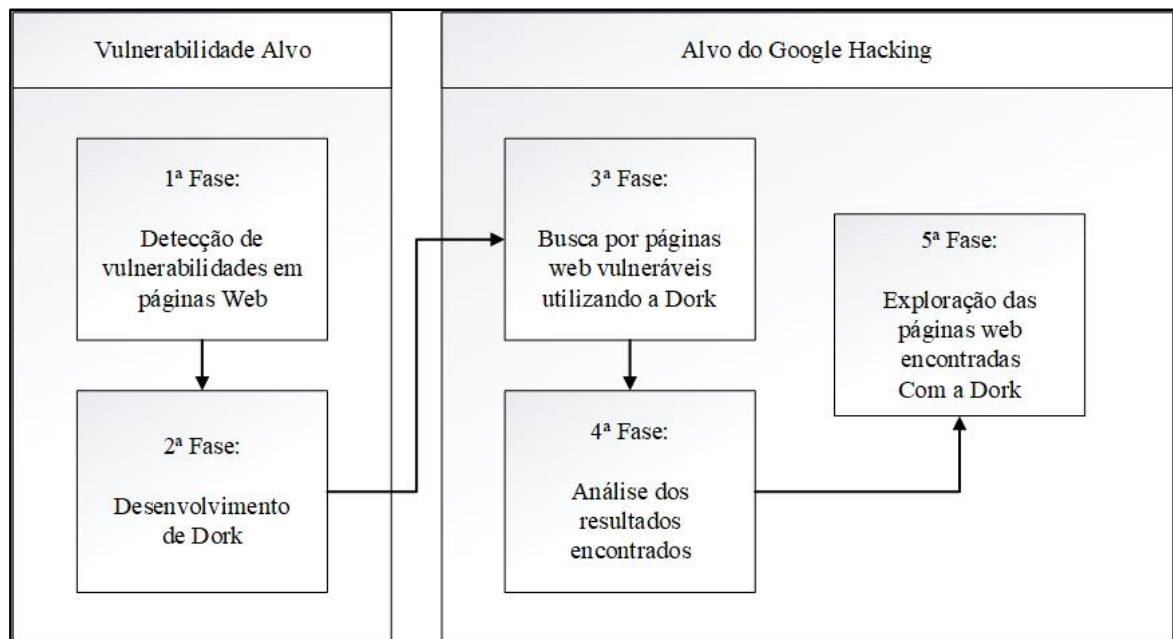 Vulnerabilidade Alvo
1ª Fase:
Detecção de
vulnerabilidades em
páginas Web
2ª Fase:
Desenvolvimento
de Dork
Alvo do Google Hacking
3ª Fase:
Busca por páginas
web vulneráveis
utilizando a Dork
4ª Fase:
Análise dos
resultados
encontrados
5ª Fase:
Exploração das
páginas web
encontradas
Com a Dork